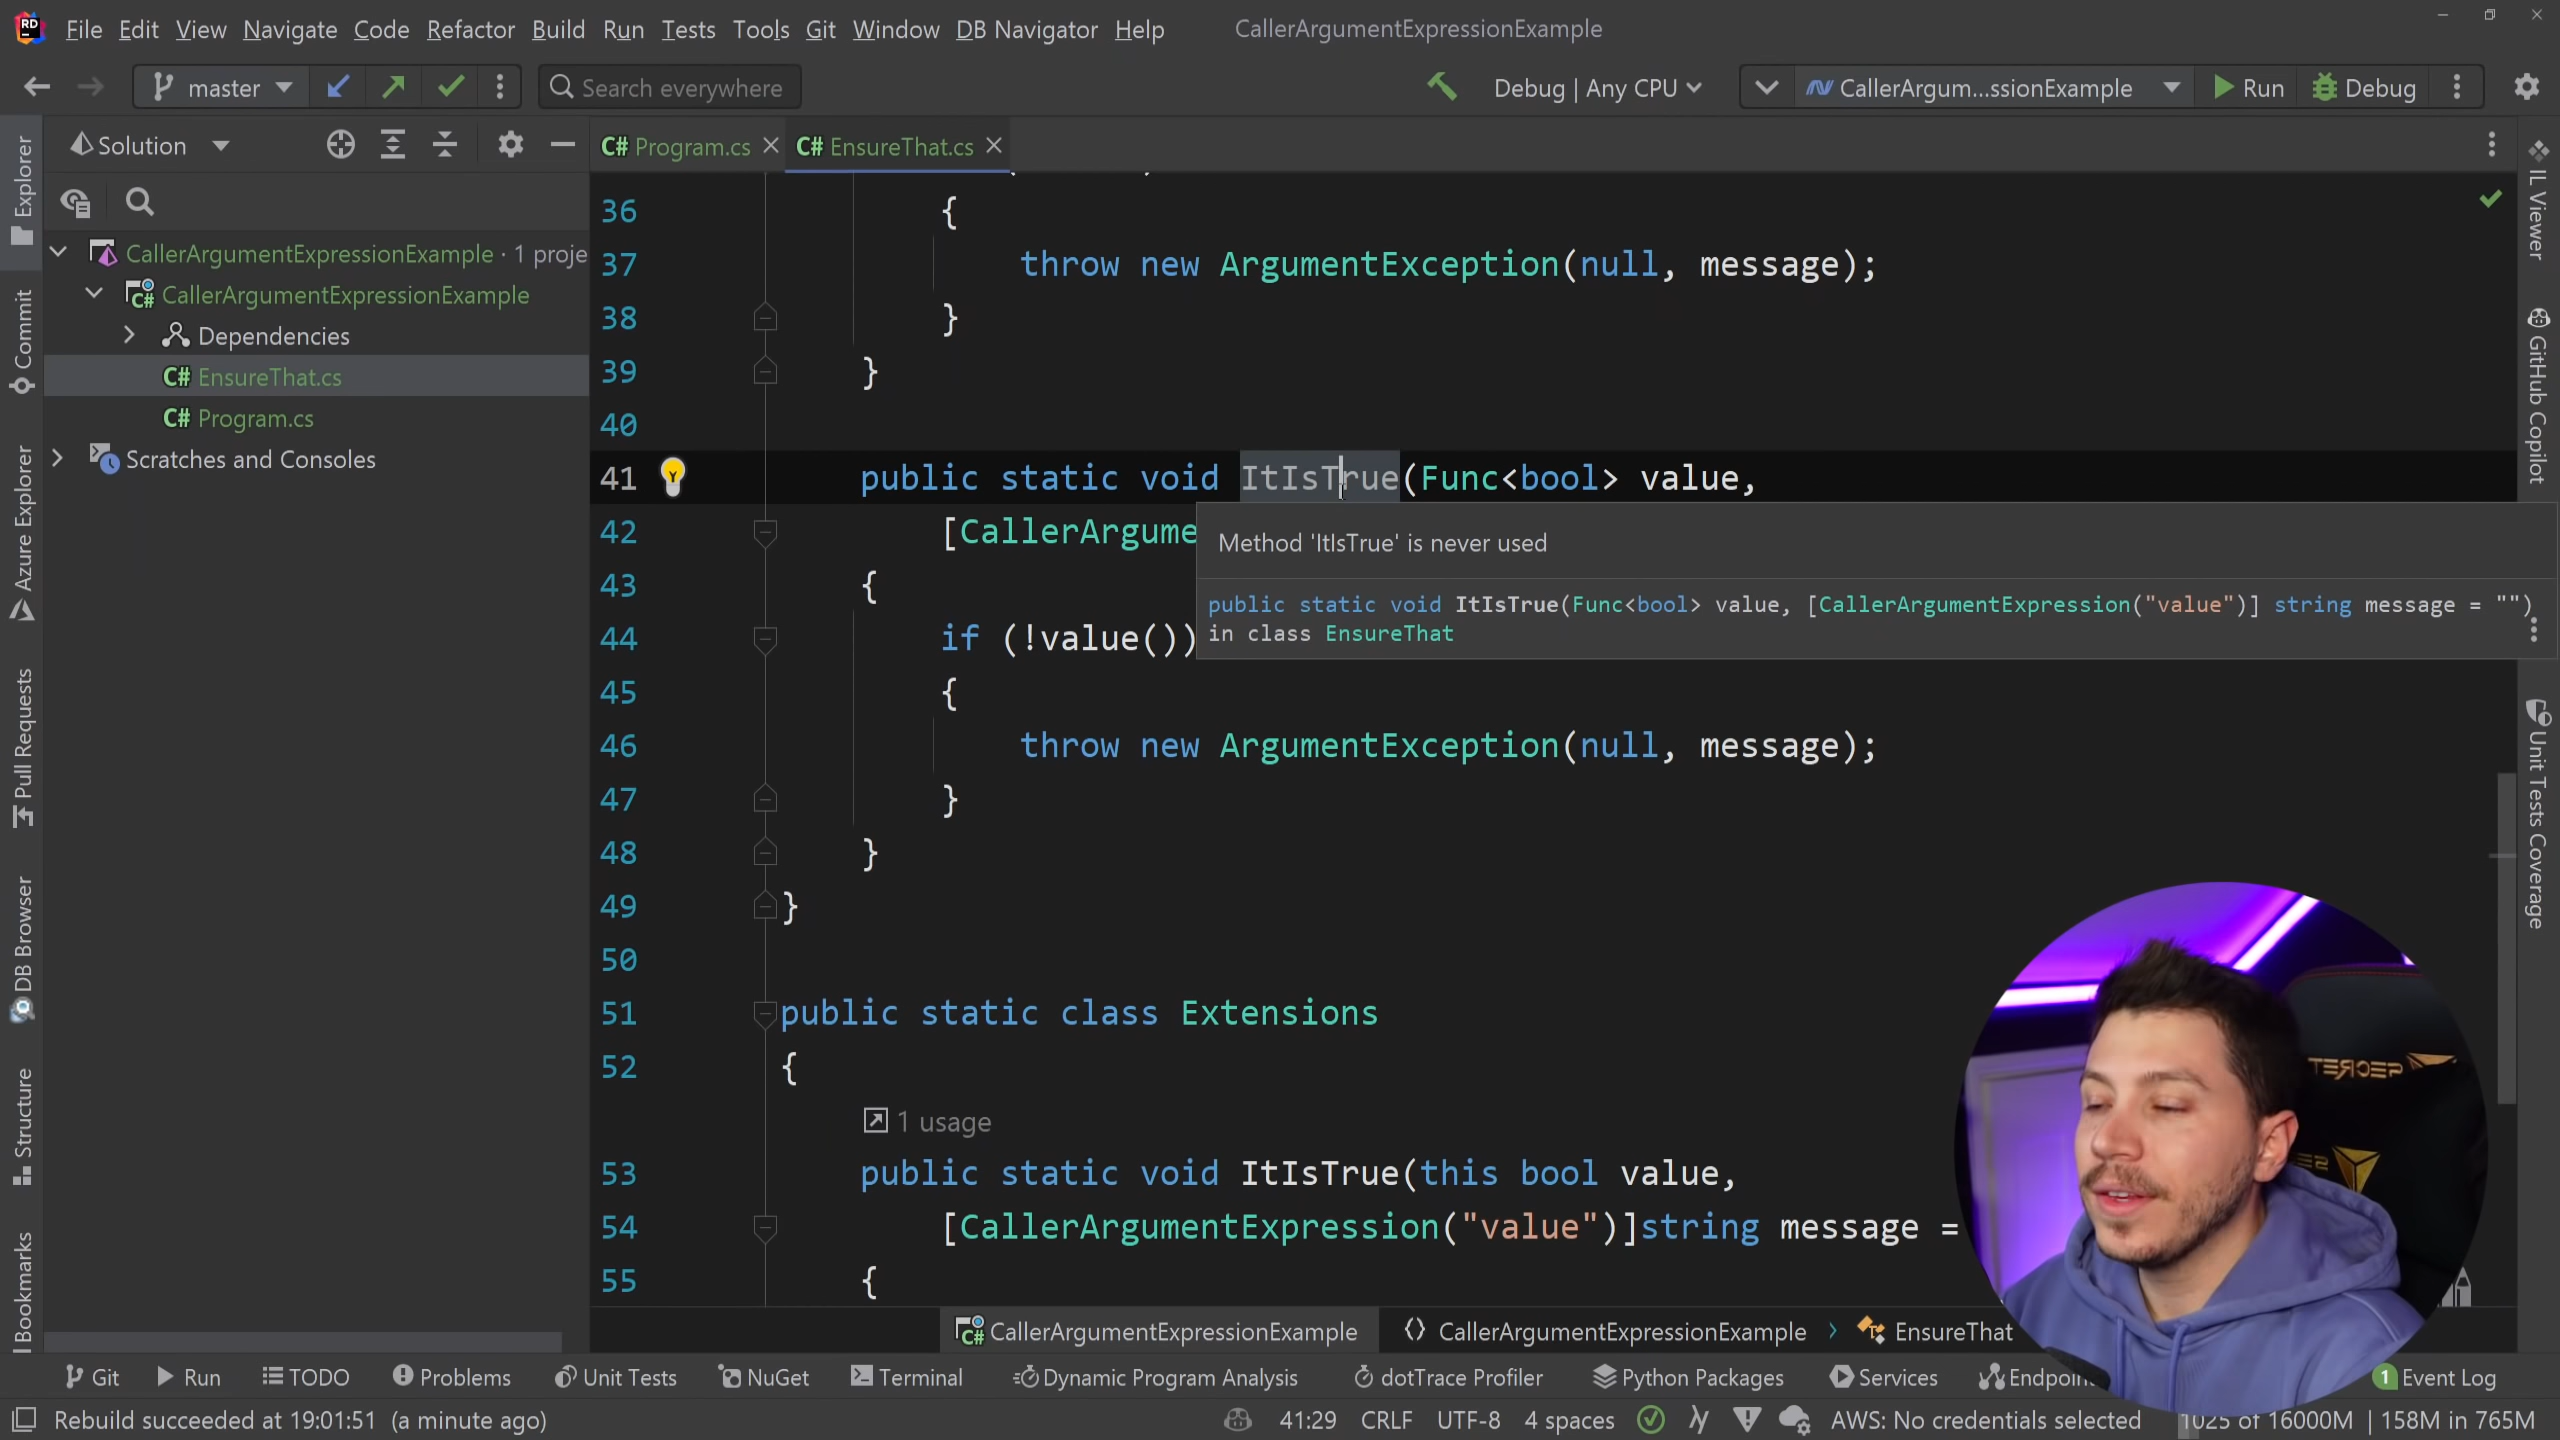 RD
File Edit View Navigate Code Refactor Build Run Tests Tools Git Window DB Navigator Help
CallerArgumentExpressionExample
master
Search everywhere
Debug | Any CPU
CallerArgum...ssionExample
Run
Debug
Explorer
Commit
Azure Explorer
Pull Requests
DB Browser
Structure
Bookmarks
Solution
CallerArgumentExpressionExample · 1 proje
CallerArgumentExpressionExample
Dependencies
C# EnsureThat.cs
C# Program.cs
Scratches and Consoles
C# Program.cs
C# EnsureThat.cs
36 {
37 throw new ArgumentException(null, message);
38 }
39 }
40
41 public static void ItIsTrue(Func<bool> value,
42 [CallerArgume
43 {
44 if (!value())
45 {
46 throw new ArgumentException(null, message);
47 }
48 }
49 }
50
51 public static class Extensions
52 {
1 usage
53 public static void ItIsTrue(this bool value,
54 [CallerArgumentExpression("value")]string message =
55 {
Method 'ItIsTrue' is never used
public static void ItIsTrue(Func<bool> value, [CallerArgumentExpression("value")] string message = "")
in class EnsureThat
IL Viewer
GitHub Copilot
Unit Tests Coverage
SECRET
CallerArgumentExpressionExample
CallerArgumentExpressionExample
EnsureThat
Git
Run
TODO
Problems
Unit Tests
NuGet
Terminal
Dynamic Program Analysis
dotTrace Profiler
Python Packages
Services
Endpoin
1 Event Log
Rebuild succeeded at 19:01:51 (a minute ago)
41:29
CRLF
UTF-8
4 spaces
AWS: No credentials selected
1025 of 16000M
158M in 765M